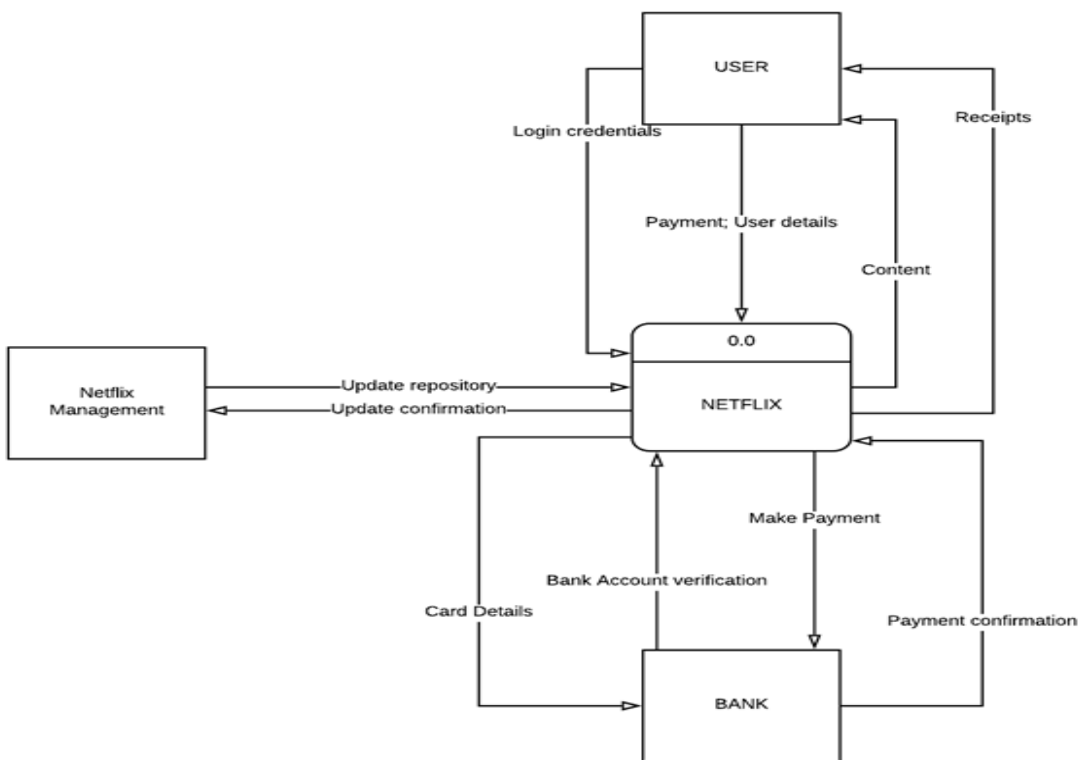 USER
Receipts
Login credentials
Payment; User details
Content
0.0
NETFLIX
Netflix
Management
Update repository
Update confirmation
Make Payment
Bank Account verification
Card Details
Payment confirmation
BANK